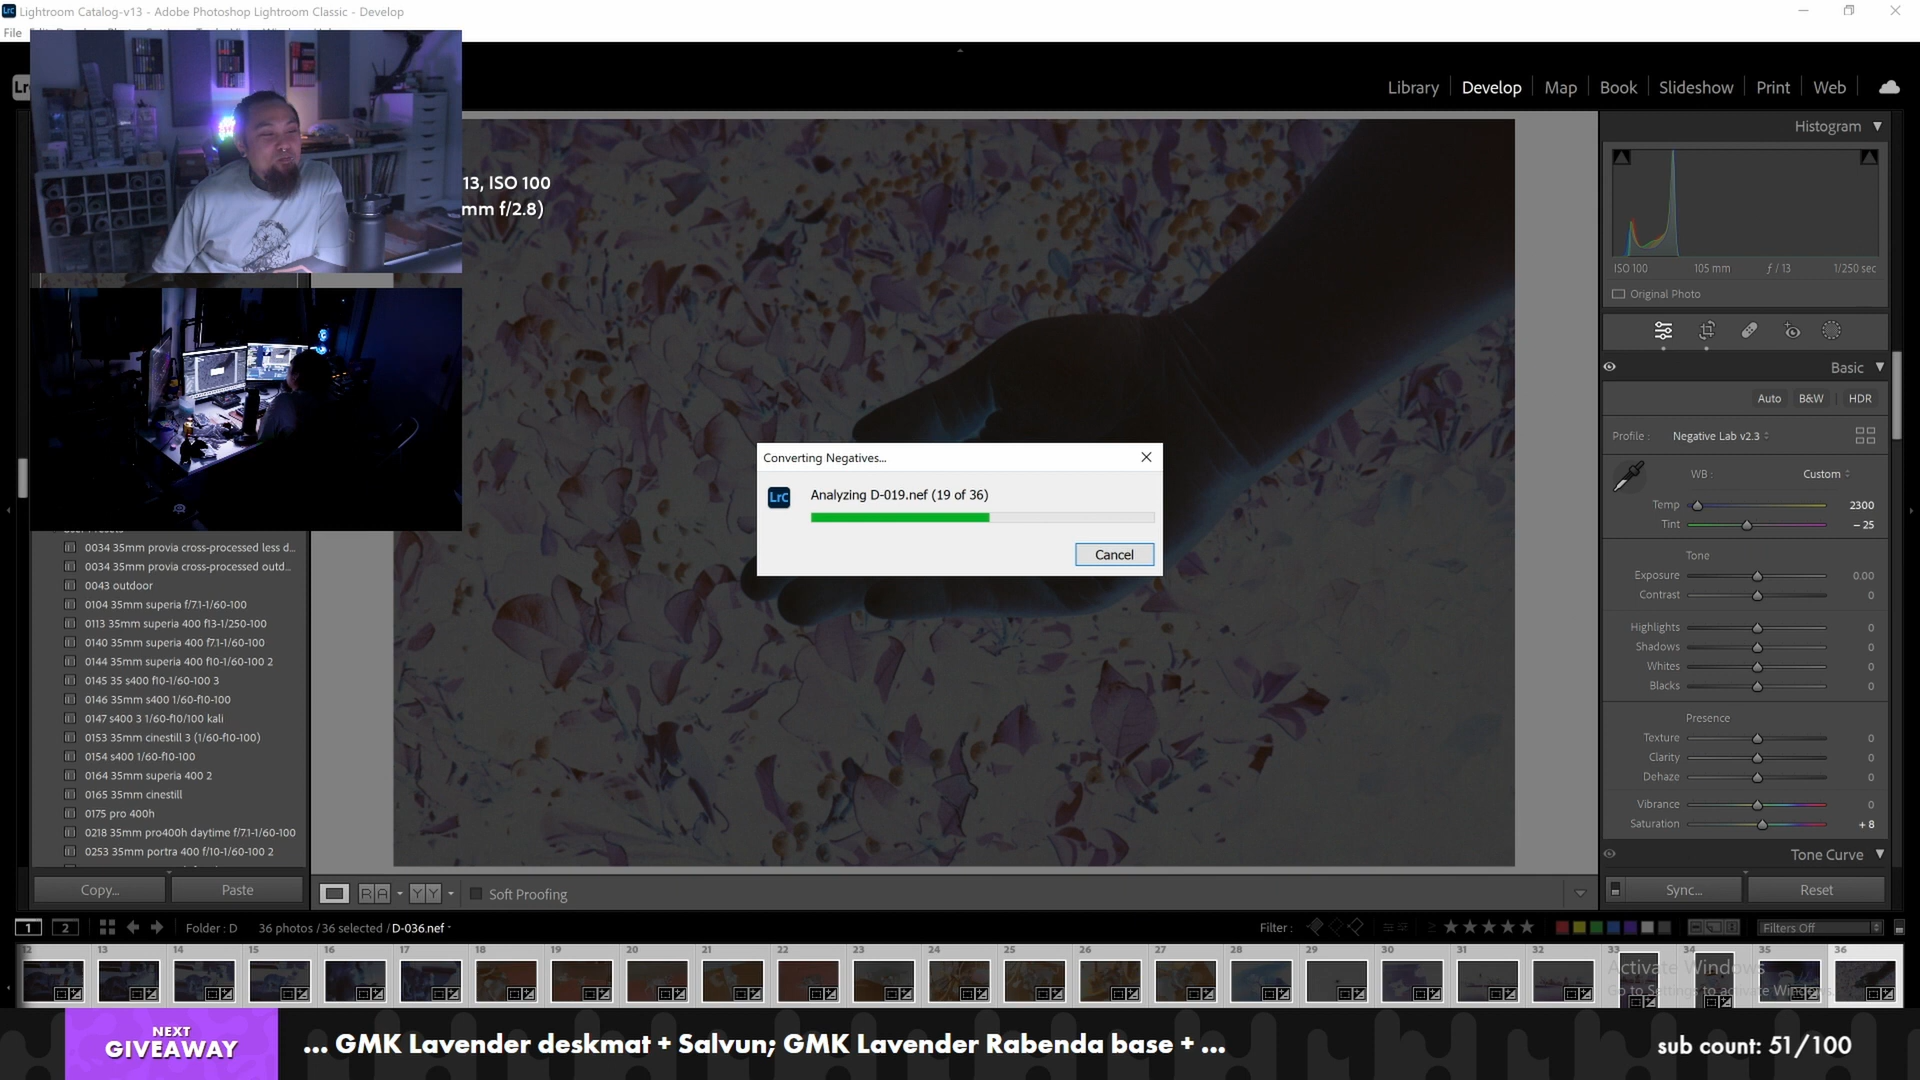 Lightroom Catalog-v13 - Adobe Photoshop Lightroom Classic - Develop
File
Library | Develop | Map | Book | Slideshow | Print | Web
13, ISO 100
mm f/2.8)
Histogram
ISO 100 105 mm ƒ / 13 1/250 sec
Original Photo
Basic
Auto B&W HDR
Profile : Negative Lab v2.3
WB : Custom
Temp 2300
Tint – 25
Tone
Exposure 0.00
Contrast 0
Highlights 0
Shadows 0
Whites 0
Blacks 0
Presence
Texture 0
Clarity 0
Dehaze 0
Vibrance 0
Saturation + 8
Tone Curve
Sync... Reset
Converting Negatives...
LrC
Analyzing D-019.nef (19 of 36)
Cancel
0034 35mm provia cross-processed less d...
0034 35mm provia cross-processed outd...
0043 outdoor
0104 35mm superia f/7.1-1/60-100
0113 35mm superia 400 f13-1/250-100
0140 35mm superia 400 f7.1-1/60-100
0144 35mm superia 400 f10-1/60-100 2
0145 35 s400 f10-1/60-100 3
0146 35mm s400 1/60-f10-100
0147 s400 3 1/60-f10/100 kali
0153 35mm cinestill 3 (1/60-f10-100)
0154 s400 1/60-f10-100
0164 35mm superia 400 2
0165 35mm cinestill
0175 pro 400h
0218 35mm pro400h daytime f/7.1-1/60-100
0253 35mm portra 400 f/10-1/60-100 2
Copy... Paste
R A Y Y Soft Proofing
1 2 Folder : D 36 photos / 36 selected / D-036.nef
Filter : Filters Off
12 13 14 15 16 17 18 19 20 21 22 23 24 25 26 27 28 29 30 31 32 33 34 35 36
Activate Windows
Go to Settings to activate Windows.
NEXT
GIVEAWAY
... GMK Lavender deskmat + Salvun; GMK Lavender Rabenda base + ...
sub count: 51/100